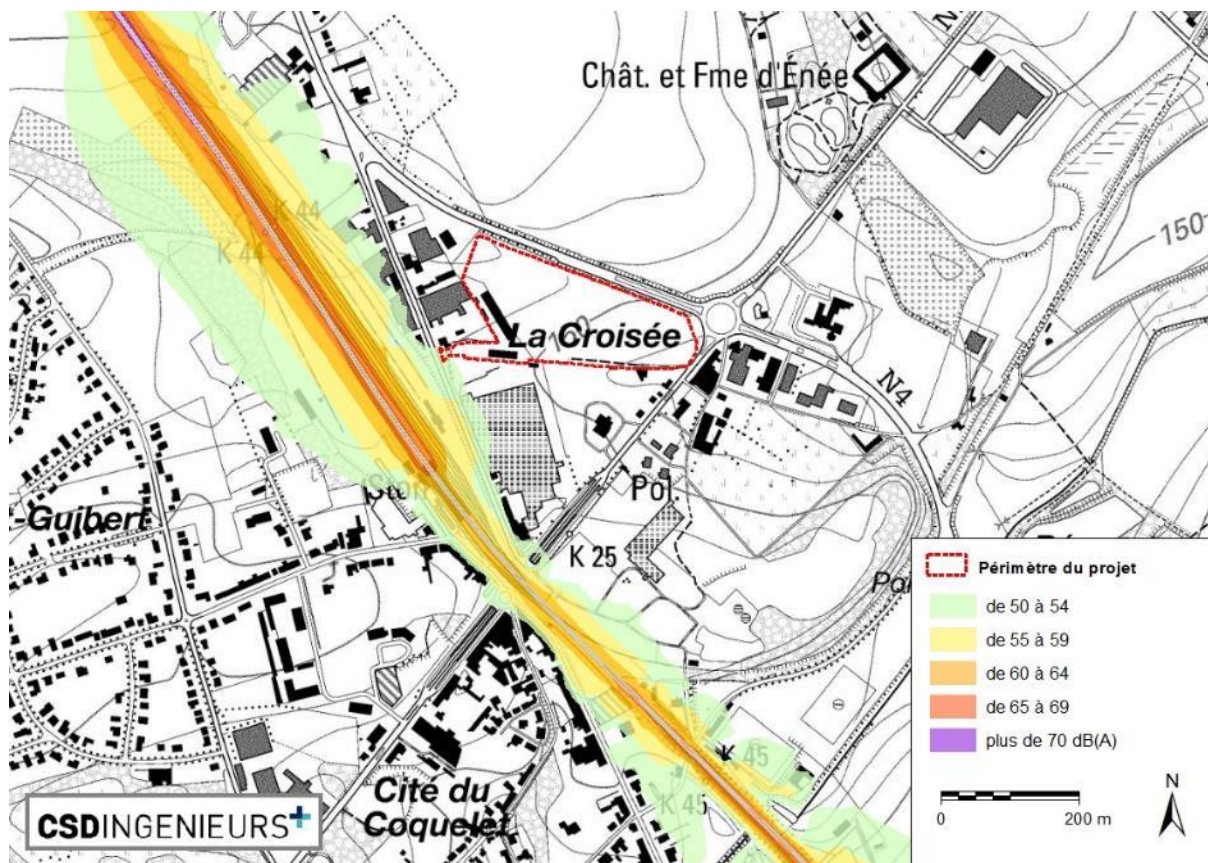 Chât. et Fme d'Énée
150
K 44
K 44
La Croisée
N4
Pol.
-Guibert
K 25
K 45
K 45
Cité du
Coquelet
CSDINGENIEURS+
Périmètre du projet
de 50 à 54
de 55 à 59
de 60 à 64
de 65 à 69
plus de 70 dB(A)
N
0 200 m